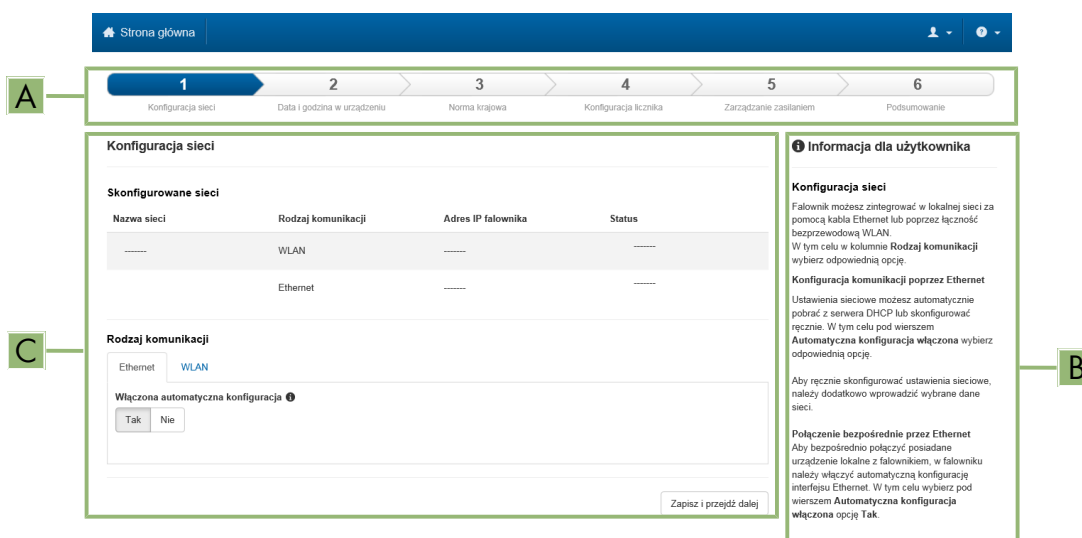 Strona główna
A
1 2 3 4 5 6
Konfiguracja sieci Data i godzina w urządzeniu Norma krajowa Konfiguracja licznika Zarządzanie zasilaniem Podsumowanie
Konfiguracja sieci
Skonfigurowane sieci
Nazwa sieci Rodzaj komunikacji Adres IP falownika Status
------- WLAN ------- -------
Ethernet ------- -------
C
Rodzaj komunikacji
Ethernet WLAN
Włączona automatyczna konfiguracja
Tak Nie
Zapisz i przejdź dalej
Informacja dla użytkownika
Konfiguracja sieci
Falownik możesz zintegrować w lokalnej sieci za
pomocą kabla Ethernet lub poprzez łączność
bezprzewodową WLAN.
W tym celu w kolumnie Rodzaj komunikacji
wybierz odpowiednią opcję.
Konfiguracja komunikacji poprzez Ethernet
Ustawienia sieciowe możesz automatycznie
pobrać z serwera DHCP lub skonfigurować
ręcznie. W tym celu pod wierszem
Automatyczna konfiguracja włączona wybierz
odpowiednią opcję.
Aby ręcznie skonfigurować ustawienia sieciowe,
należy dodatkowo wprowadzić wybrane dane
sieci.
Połączenie bezpośrednie przez Ethernet
Aby bezpośrednio połączyć posiadane
urządzenie lokalne z falownikiem, w falowniku
należy włączyć automatyczną konfigurację
interfejsu Ethernet. W tym celu wybierz pod
wierszem Automatyczna konfiguracja
włączona opcję Tak.
B